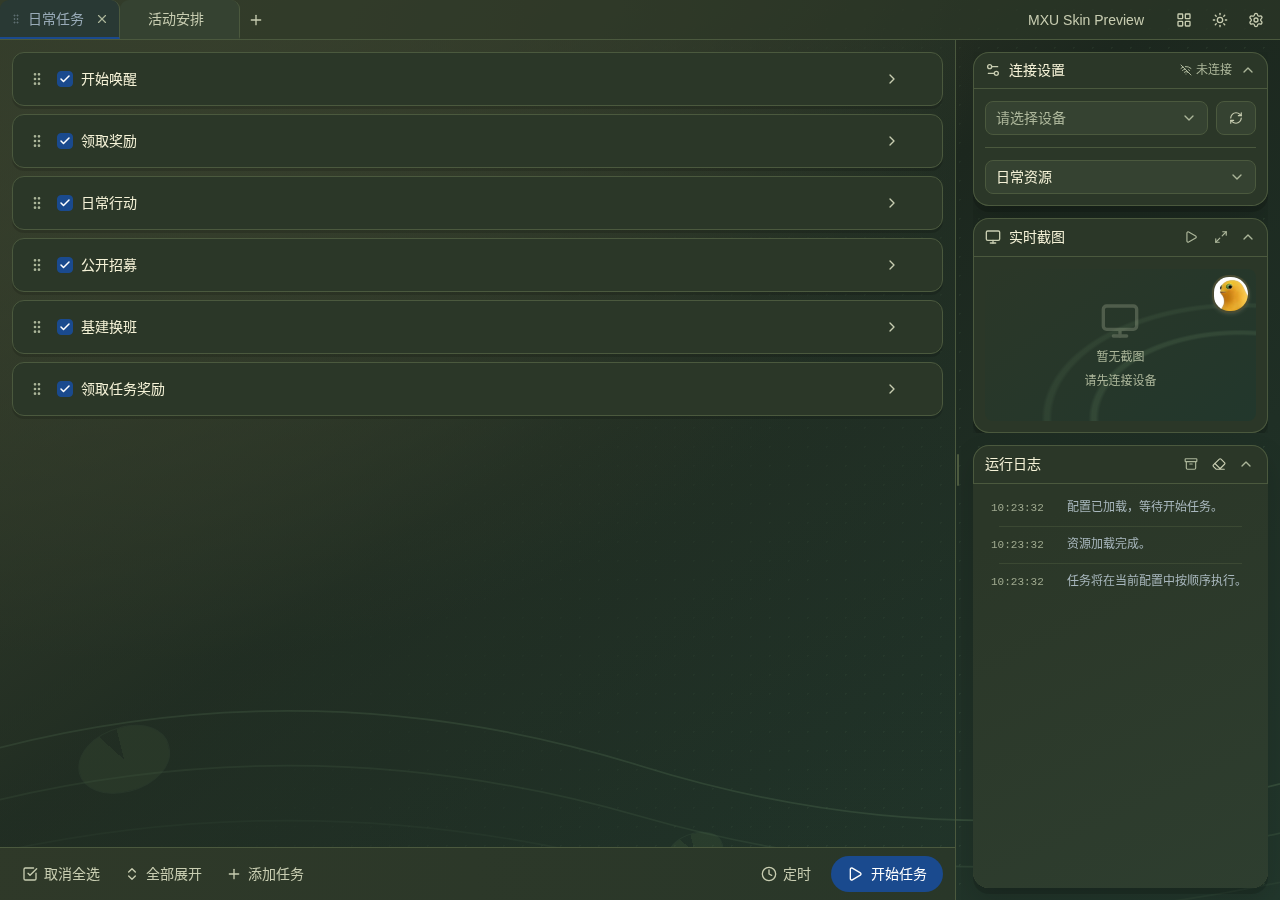 日常任务
活动安排
MXU Skin Preview
开始唤醒
领取奖励
日常行动
公开招募
基建换班
领取任务奖励
取消全选
全部展开
添加任务
定时
开始任务
连接设置
未连接
请选择设备
日常资源
实时截图
暂无截图
请先连接设备
运行日志
10:23:32 配置已加载，等待开始任务。
10:23:32 资源加载完成。
10:23:32 任务将在当前配置中按顺序执行。